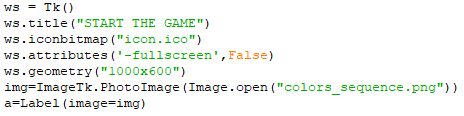 ws = Tk()
ws.title("START THE GAME")
ws.iconbitmap("icon.ico")
ws.attributes('-fullscreen',False)
ws.geometry("1000x600")
img=ImageTk.PhotoImage(Image.open("colors_sequence.png"))
a=Label(image=img)